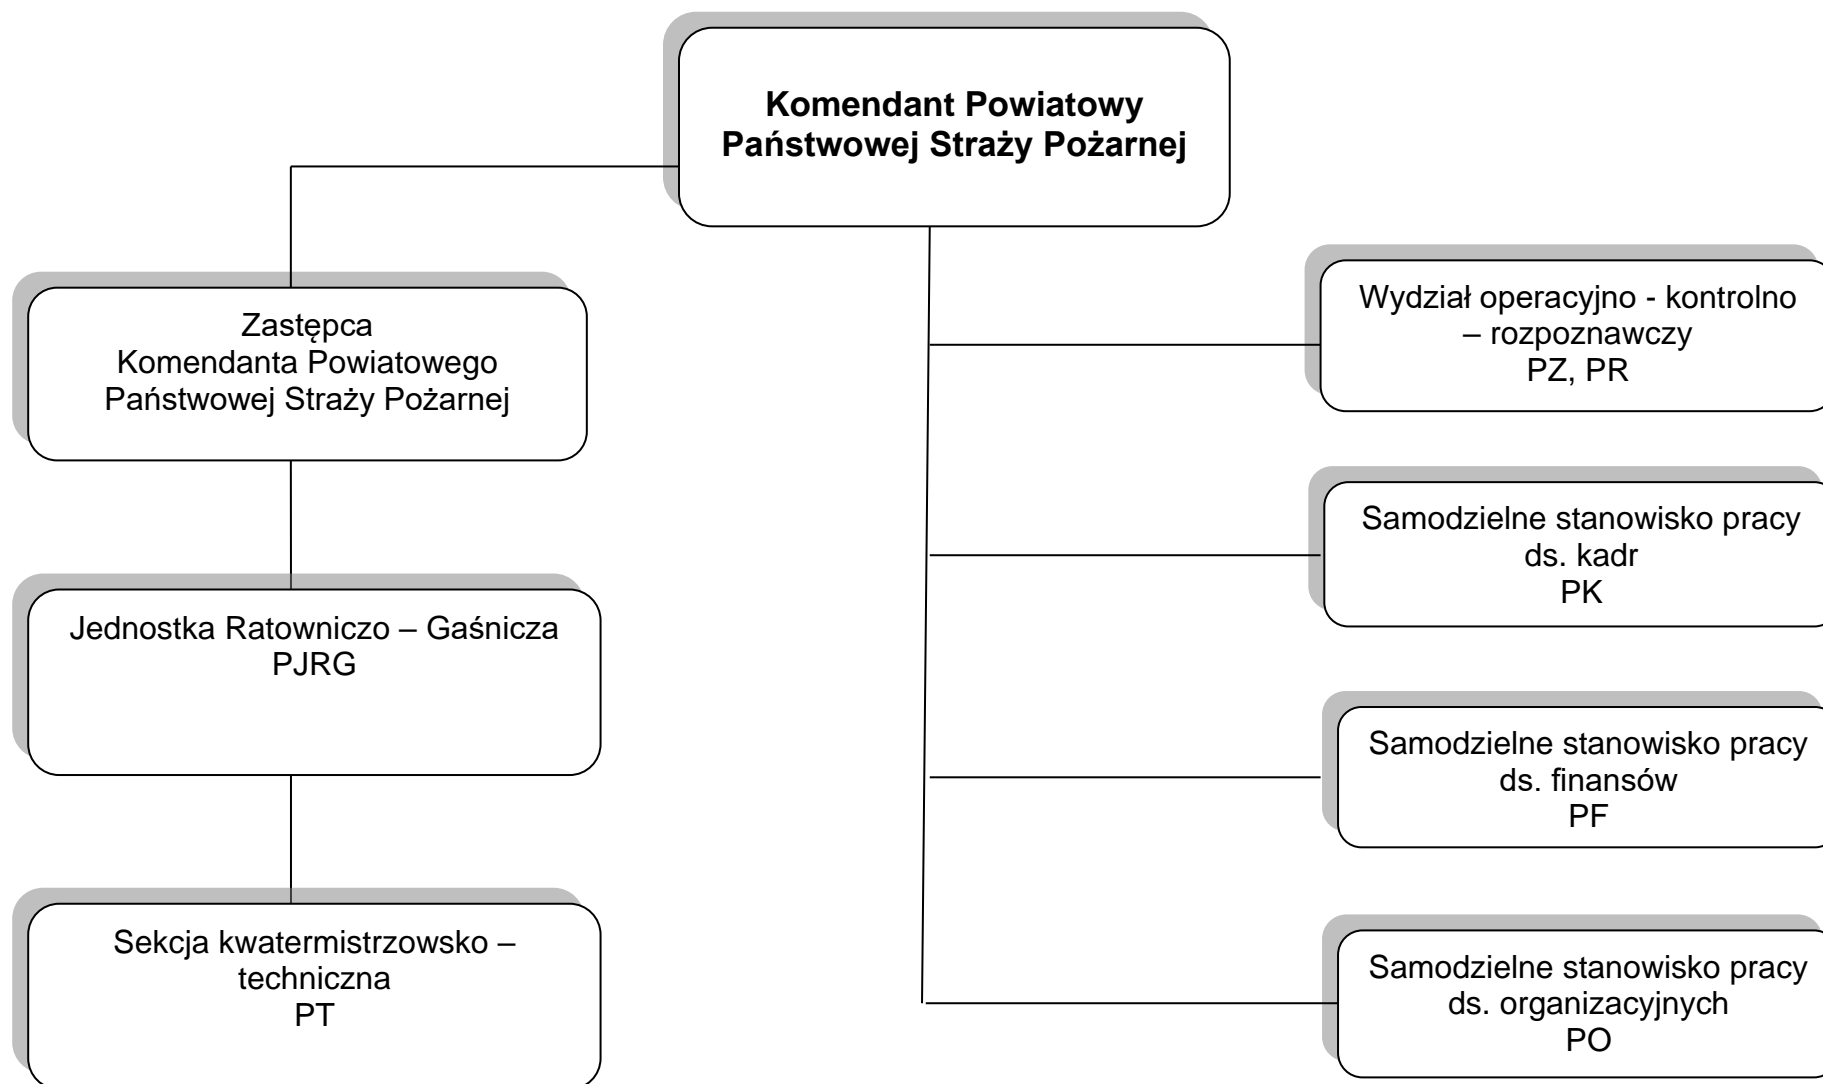 Komendant Powiatowy
Państwowej Straży Pożarnej
Zastępca
Komendanta Powiatowego
Państwowej Straży Pożarnej
Jednostka Ratowniczo – Gaśnicza
PJRG
Sekcja kwatermistrzowsko –
techniczna
PT
Wydział operacyjno - kontrolno
– rozpoznawczy
PZ, PR
Samodzielne stanowisko pracy
ds. kadr
PK
Samodzielne stanowisko pracy
ds. finansów
PF
Samodzielne stanowisko pracy
ds. organizacyjnych
PO